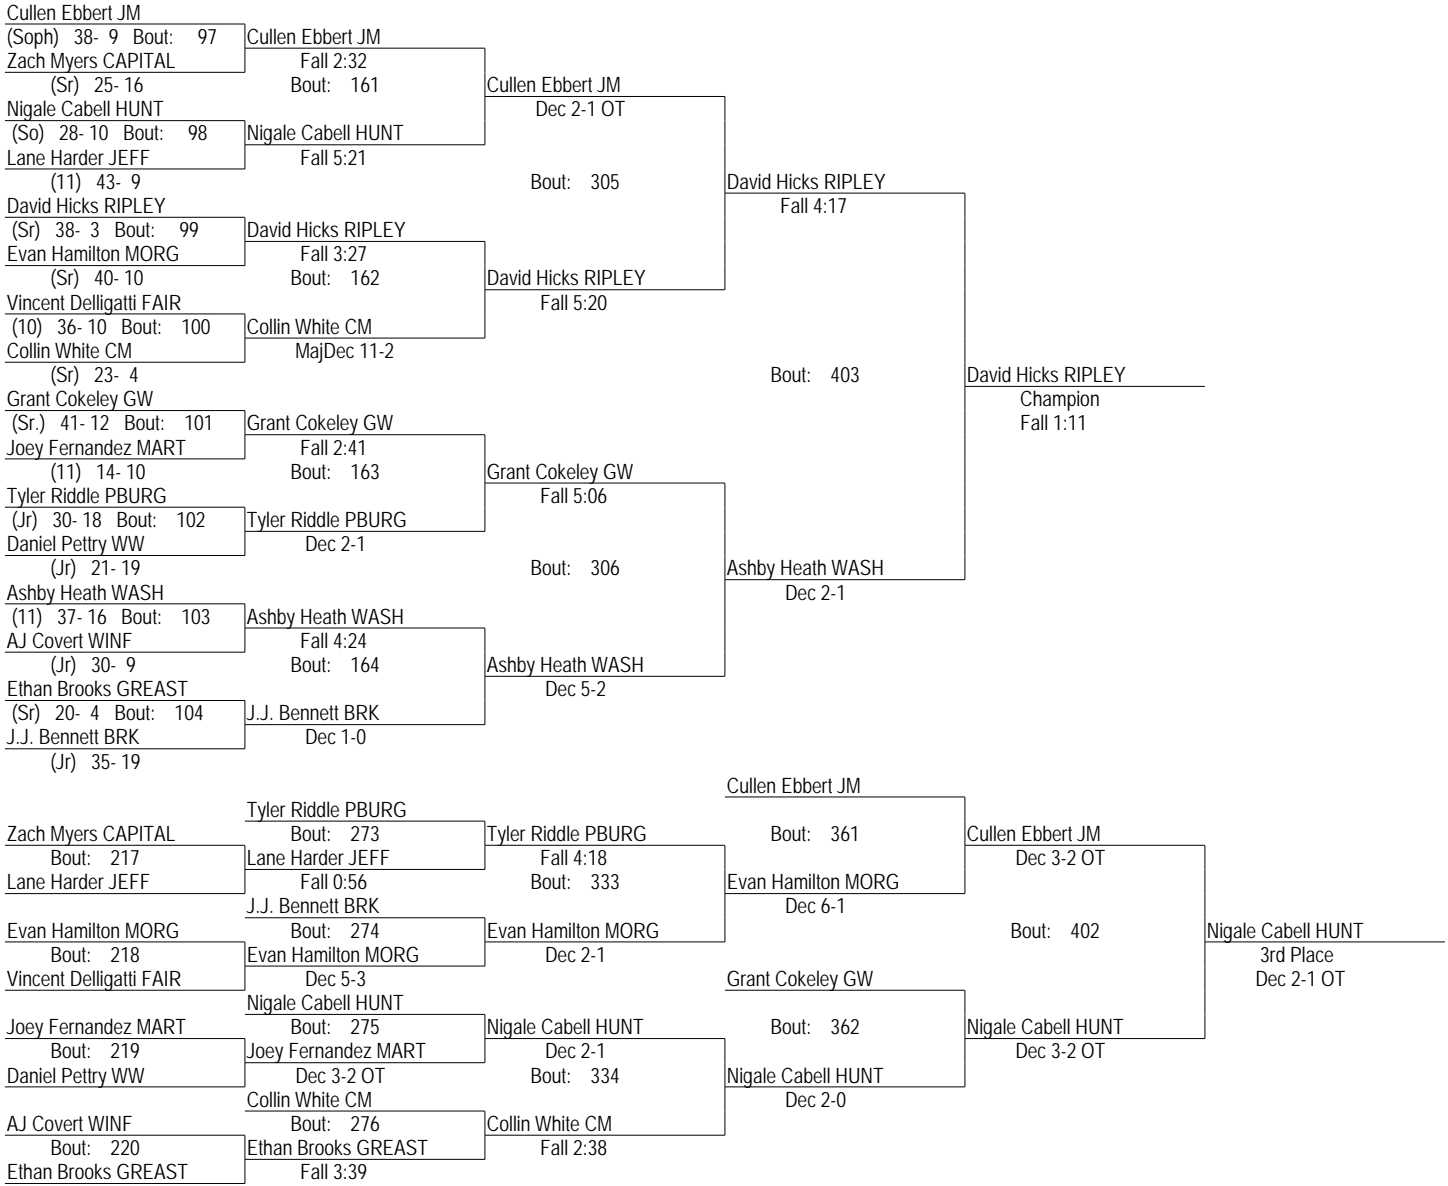 Cullen Ebbert JM
(Soph) 38- 9 Bout: 97 Cullen Ebbert JM
Zach Myers CAPITAL Fall 2:32
(Sr) 25- 16 Bout: 161 Cullen Ebbert JM
Nigale Cabell HUNT Dec 2-1 OT
(So) 28- 10 Bout: 98 Nigale Cabell HUNT
Lane Harder JEFF Fall 5:21
(11) 43- 9 Bout: 305 David Hicks RIPLEY
David Hicks RIPLEY Fall 4:17
(Sr) 38- 3 Bout: 99 David Hicks RIPLEY
Evan Hamilton MORG Fall 3:27
(Sr) 40- 10 Bout: 162 David Hicks RIPLEY
Vincent Delligatti FAIR Fall 5:20
(10) 36- 10 Bout: 100 Collin White CM
Collin White CM MajDec 11-2
(Sr) 23- 4 Bout: 403 David Hicks RIPLEY
Grant Cokeley GW Champion
(Sr.) 41- 12 Bout: 101 Grant Cokeley GW Fall 1:11
Joey Fernandez MART Fall 2:41
(11) 14- 10 Bout: 163 Grant Cokeley GW
Tyler Riddle PBURG Fall 5:06
(Jr) 30- 18 Bout: 102 Tyler Riddle PBURG
Daniel Pettry WW Dec 2-1
(Jr) 21- 19 Bout: 306 Ashby Heath WASH
Ashby Heath WASH Dec 2-1
(11) 37- 16 Bout: 103 Ashby Heath WASH
AJ Covert WINF Fall 4:24
(Jr) 30- 9 Bout: 164 Ashby Heath WASH
Ethan Brooks GREAST Dec 5-2
(Sr) 20- 4 Bout: 104 J.J. Bennett BRK
J.J. Bennett BRK Dec 1-0
(Jr) 35- 19
Cullen Ebbert JM
Tyler Riddle PBURG
Zach Myers CAPITAL Bout: 273 Tyler Riddle PBURG Bout: 361 Cullen Ebbert JM
Bout: 217 Lane Harder JEFF Fall 4:18 Dec 3-2 OT
Lane Harder JEFF Fall 0:56 Bout: 333 Evan Hamilton MORG
J.J. Bennett BRK Dec 6-1
Evan Hamilton MORG Bout: 274 Evan Hamilton MORG Bout: 402 Nigale Cabell HUNT
Bout: 218 Evan Hamilton MORG Dec 2-1 3rd Place
Vincent Delligatti FAIR Dec 5-3 Grant Cokeley GW Dec 2-1 OT
Nigale Cabell HUNT
Joey Fernandez MART Bout: 275 Nigale Cabell HUNT Bout: 362 Nigale Cabell HUNT
Bout: 219 Joey Fernandez MART Dec 2-1 Dec 3-2 OT
Daniel Pettry WW Dec 3-2 OT Bout: 334 Nigale Cabell HUNT
Collin White CM Dec 2-0
AJ Covert WINF Bout: 276 Collin White CM
Bout: 220 Ethan Brooks GREAST Fall 2:38
Ethan Brooks GREAST Fall 3:39